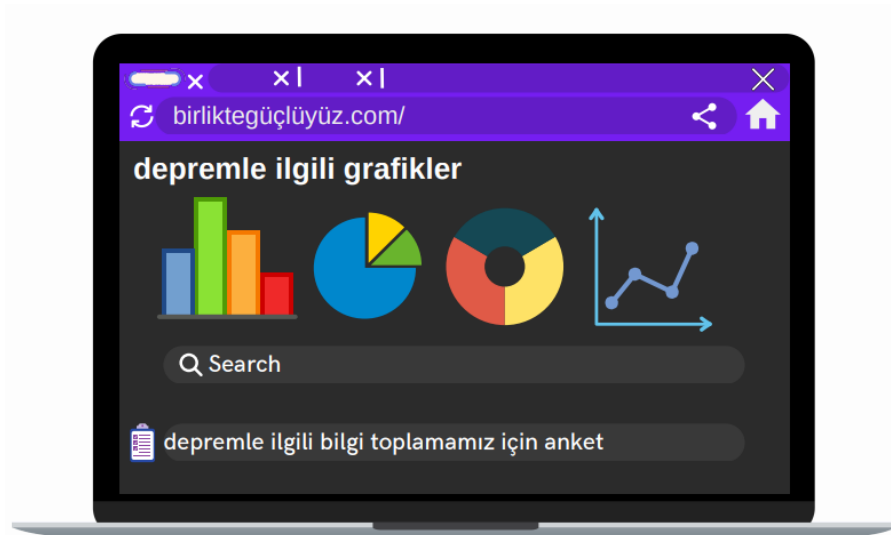 birliktegüçlüyüz.com/
depremle ilgili grafikler
Search
depremle ilgili bilgi toplamamız için anket